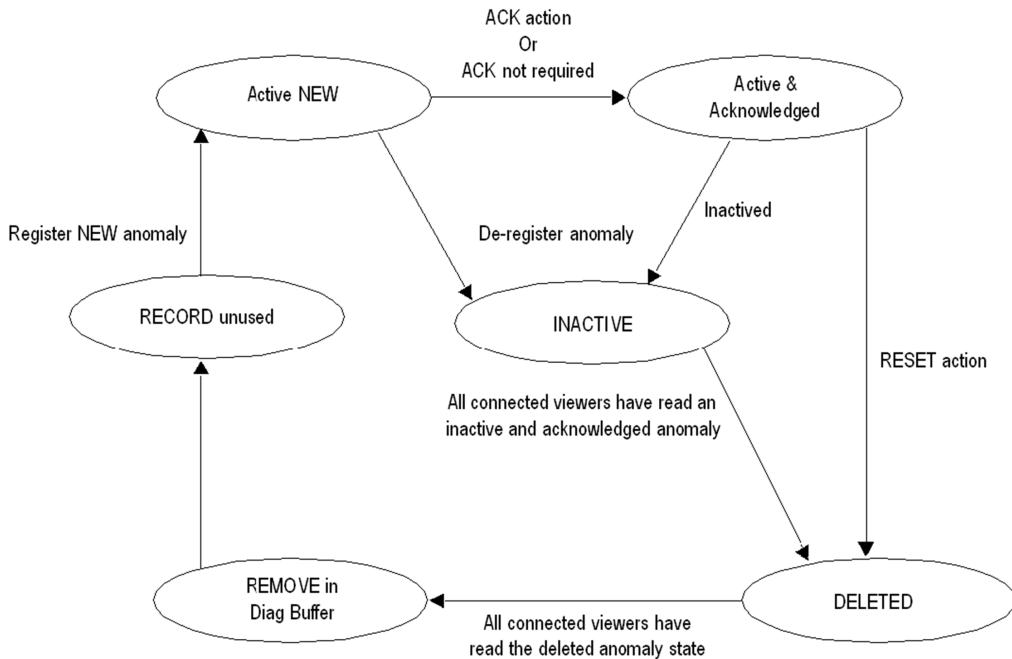 ACK action
Or
ACK not required
Active NEW
Active &
Acknowledged
Register NEW anomaly
De-register anomaly
Inactived
RECORD unused
INACTIVE
RESET action
All connected viewers have read an
inactive and acknowledged anomaly
REMOVE in
Diag Buffer
DELETED
All connected viewers have
read the deleted anomaly state